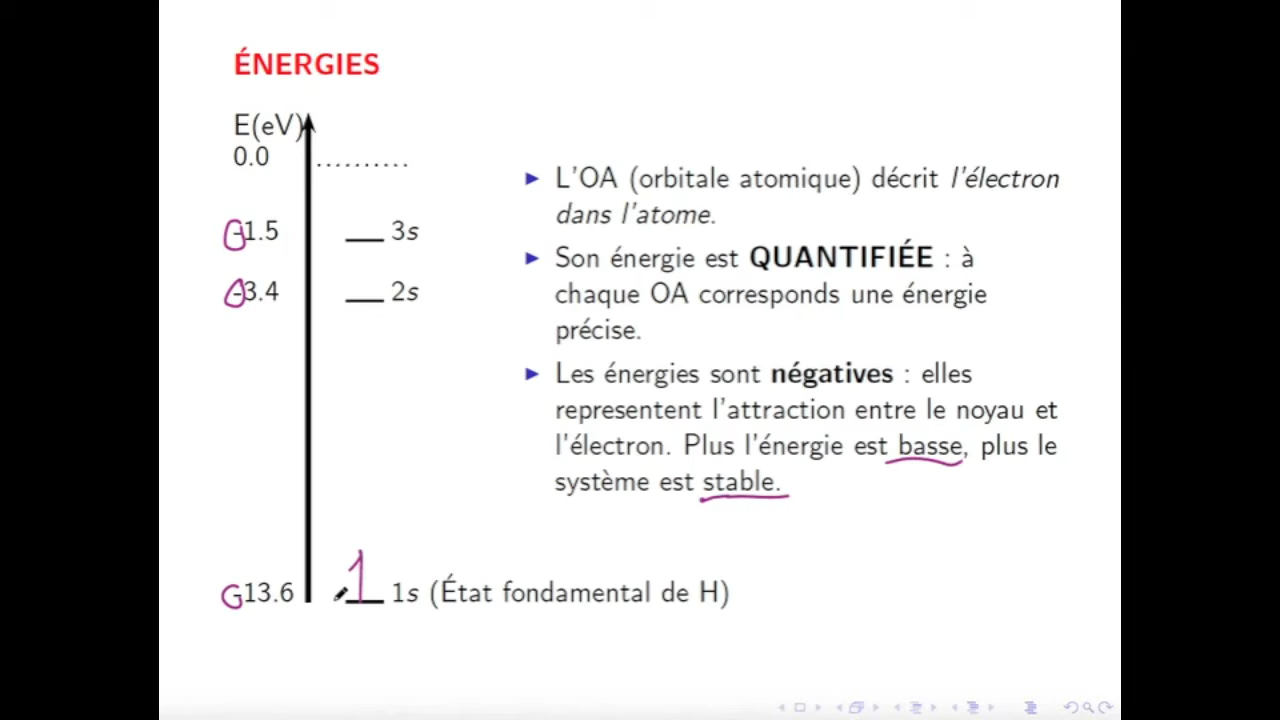 ÉNERGIES
E(eV)
0.0 ..........
-1.5 3s
-3.4 2s
-13.6 1s (État fondamental de H)
L'OA (orbitale atomique) décrit l'électron
dans l'atome.
Son énergie est QUANTIFIÉE : à
chaque OA corresponds une énergie
précise.
Les énergies sont négatives : elles
representent l'attraction entre le noyau et
l'électron. Plus l'énergie est basse, plus le
système est stable.